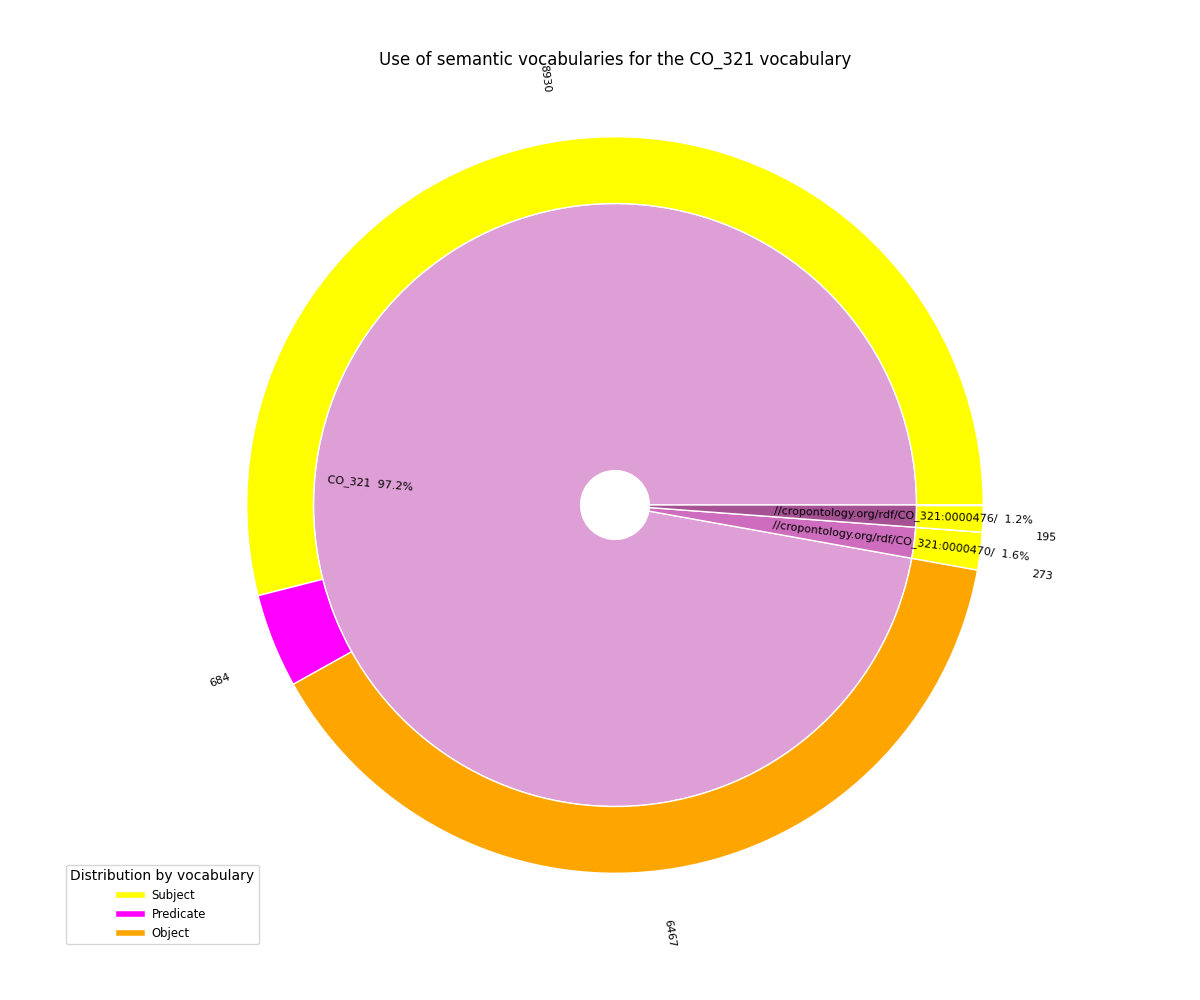 Use of semantic vocabularies for the CO_321 vocabulary
8930
CO_321  97.2%
//cropontology.org/rdf/CO_321:0000476/  1.2%
195
//cropontology.org/rdf/CO_321:0000470/  1.6%
273
684
6467
Distribution by vocabulary
Subject
Predicate
Object